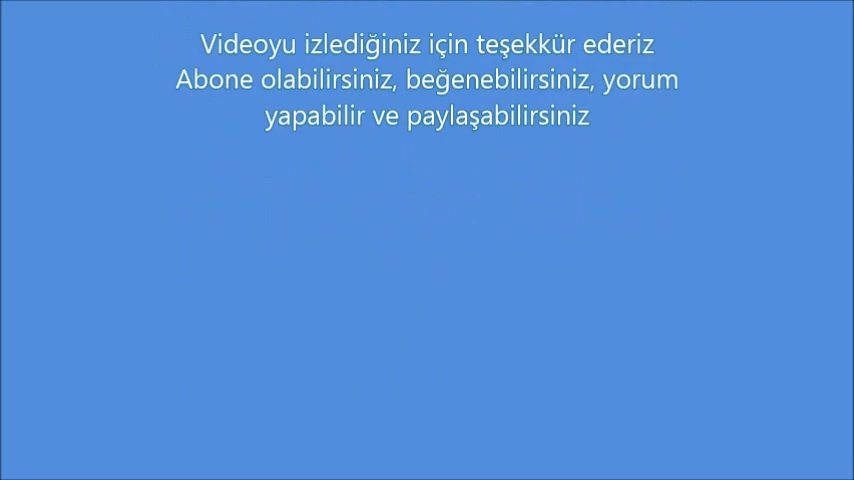 Videoyu izlediğiniz için teşekkür ederiz
Abone olabilirsiniz, beğenebilirsiniz, yorum
yapabilir ve paylaşabilirsiniz